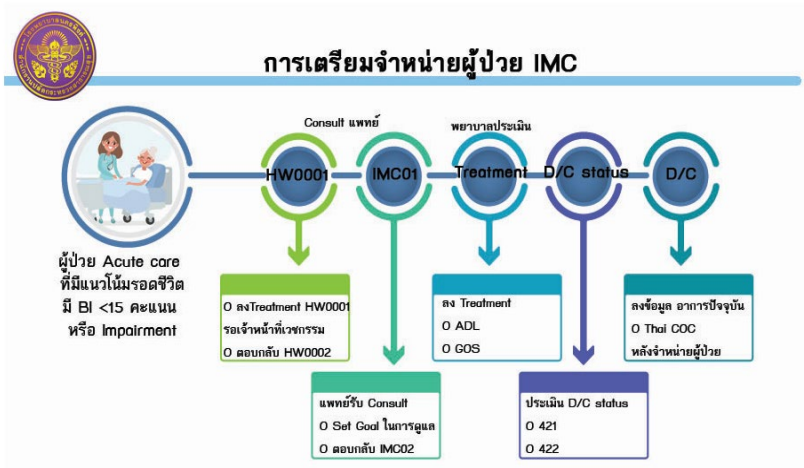 การเตรียมจำหน่ายผู้ป่วย IMC
Consult แพทย์
พยาบาลประเมิน
HW0001
IMC01
Treatment
D/C status
D/C
ผู้ป่วย Acute care
ที่มีแนวโน้มรอดชีวิต
มี BI <15 คะแนน
หรือ Impairment
O ลงTreatment HW0001
รอเจ้าหน้าที่เวชกรรม
O ตอบกลับ HW0002
แพทย์รับ Consult
O Set Goal ในการดูแล
O ตอบกลับ IMC02
ลง Treatment
O ADL
O GOS
ประเมิน D/C status
O 421
O 422
ลงข้อมูล อาการปัจจุบัน
O Thai COC
หลังจำหน่ายผู้ป่วย